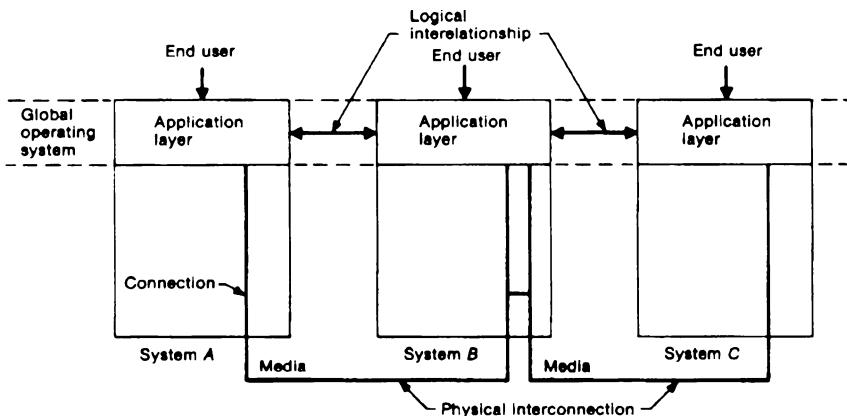 Logical
interelationship
End user
End user
End user
Global
operating
system
Application
layer
Application
layer
Application
layer
Connection
System A
System B
System C
Media
Media
Physical interconnection